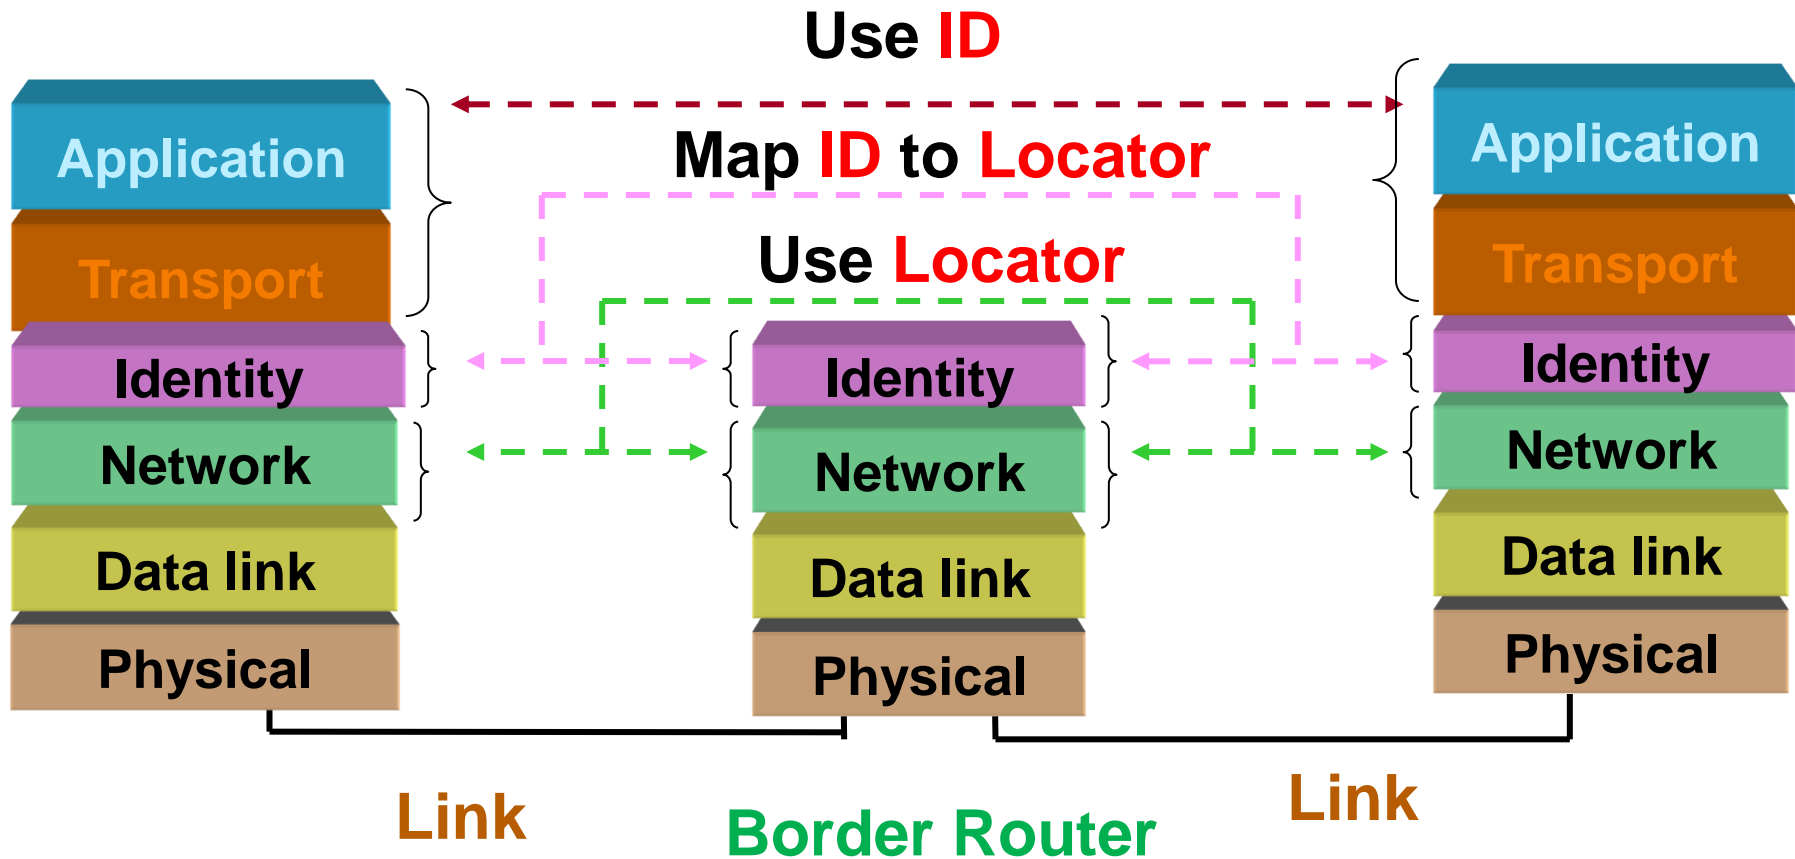 Use ID
Map ID to Locator
Use Locator
Application
Transport
Identity
Network
Data link
Physical
Identity
Network
Data link
Physical
Application
Transport
Identity
Network
Data link
Physical
Link
Border Router
Link